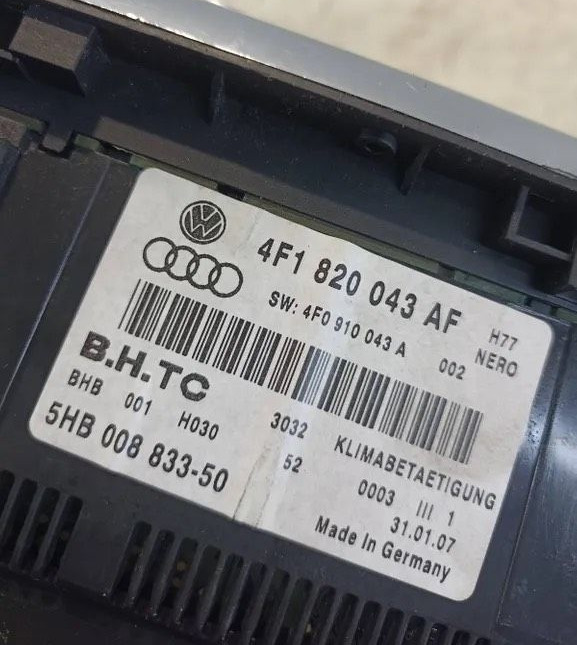 4F1 820 043 AF H77
SW: 4F0 910 043 A 002 NERO
B.H.TC
BHB 001 H030 3032 KLIMABETAETIGUNG
5HB 008 833-50 52 0003 III 1
31.01.07
Made In Germany